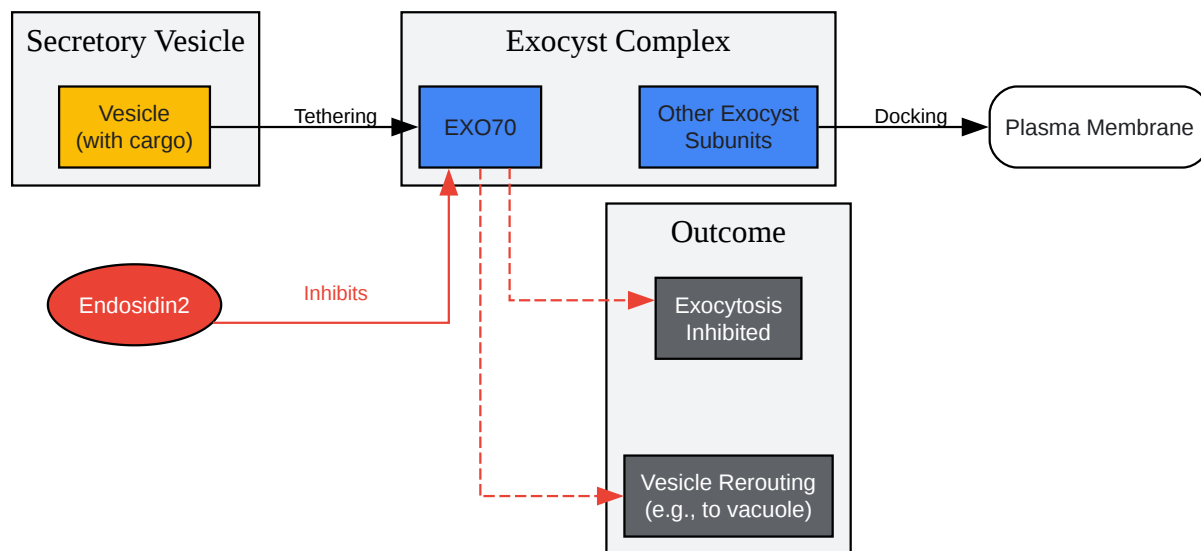 Secretory Vesicle
Vesicle
(with cargo)
Tethering
Exocyst Complex
EXO70
Other Exocyst
Subunits
Docking
Plasma Membrane
Endosidin2
Inhibits
Outcome
Exocytosis
Inhibited
Vesicle Rerouting
(e.g., to vacuole)